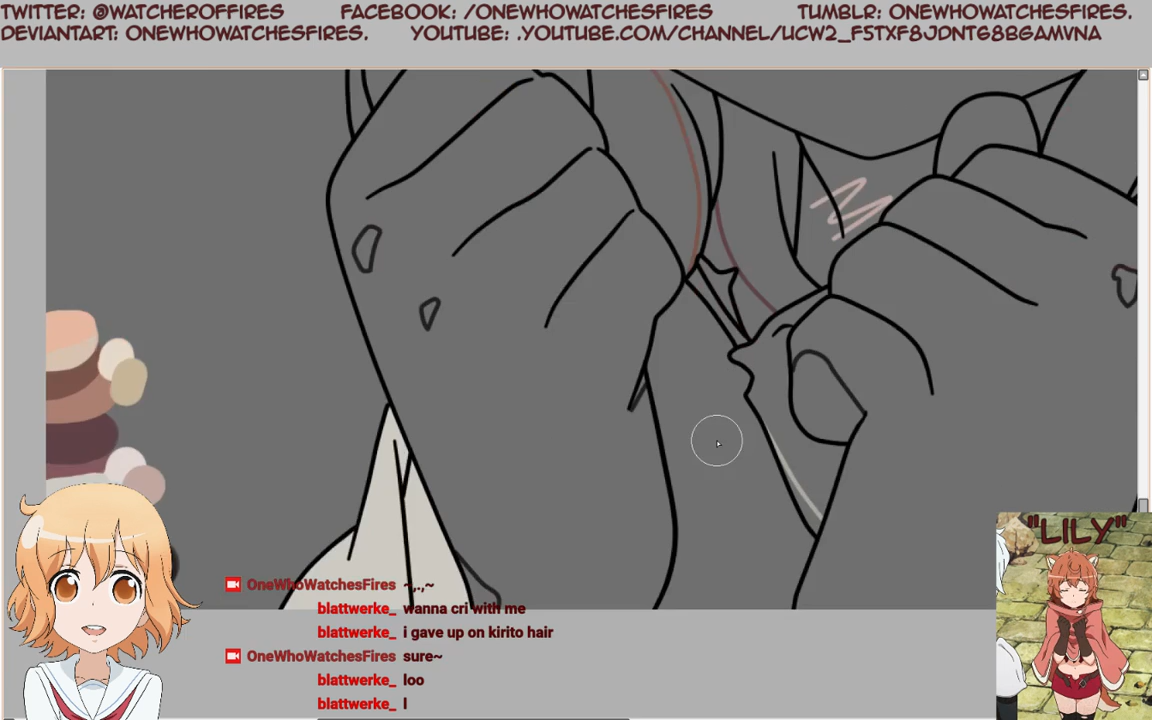 TWITTER: @WATCHEROFFIRES FACEBOOK: /ONEWHOWATCHESFIRES TUMBLR: ONEWHOWATCHESFIRES.
DEVIANTART: ONEWHOWATCHESFIRES. YOUTUBE: .YOUTUBE.COM/CHANNEL/UCW2_F5TXF8JDNTG8BGAMVNA
"LILY"
OneWhoWatchesFires ~,.,~
blattwerke_ wanna cri with me
blattwerke_ i gave up on kirito hair
OneWhoWatchesFires sure~
blattwerke_ loo
blattwerke_ l